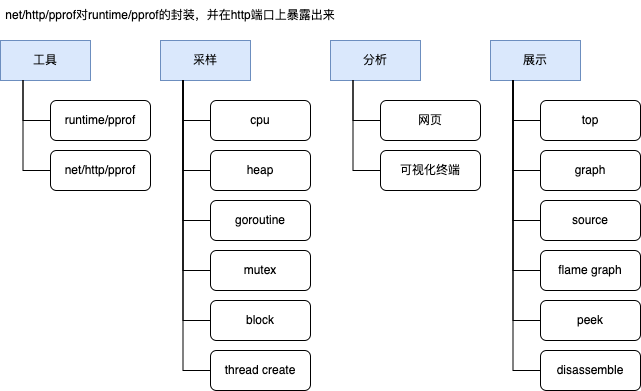 net/http/pprof对runtime/pprof的封装，并在http端口上暴露出来
工具
runtime/pprof
net/http/pprof
采样
cpu
heap
goroutine
mutex
block
thread create
分析
网页
可视化终端
展示
top
graph
source
flame graph
peek
disassemble